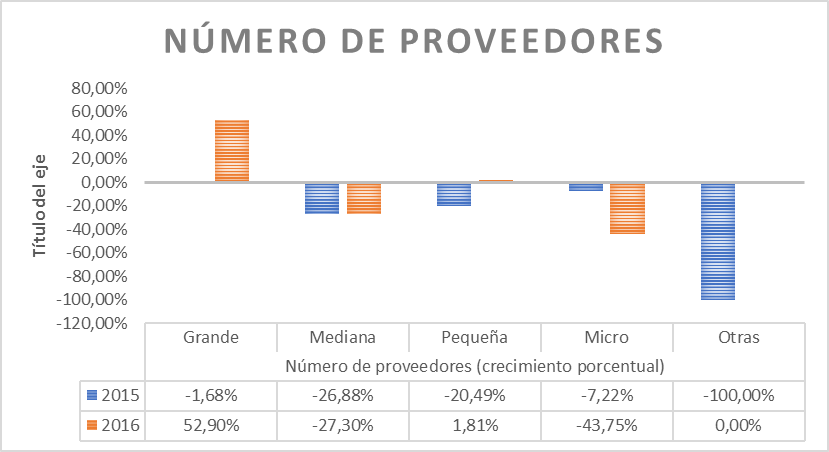 NÚMERO DE PROVEEDORES
Título del eje
80,00%
60,00%
40,00%
20,00%
0,00%
-20,00%
-40,00%
-60,00%
-80,00%
-100,00%
-120,00%
Grande Mediana Pequeña Micro Otras
Número de proveedores (crecimiento porcentual)
2015 -1,68% -26,88% -20,49% -7,22% -100,00%
2016 52,90% -27,30% 1,81% -43,75% 0,00%